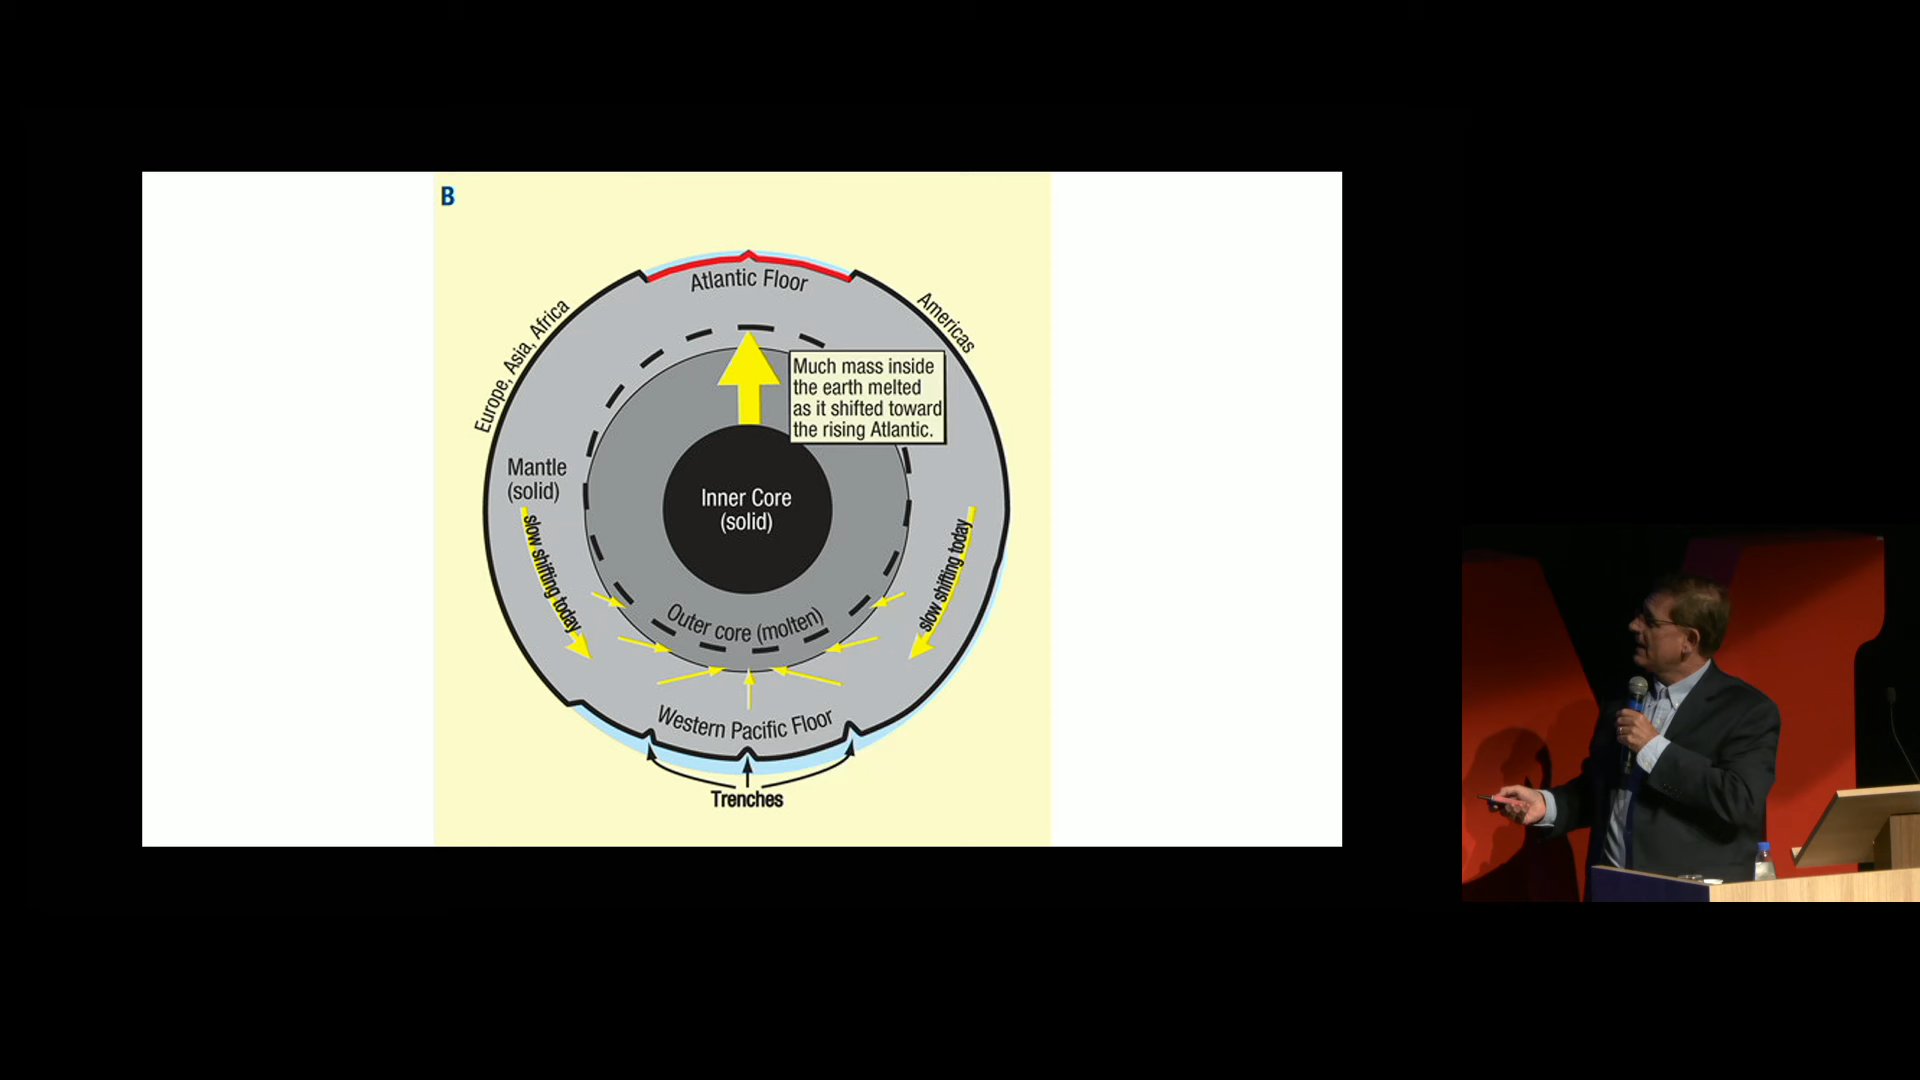 B
Atlantic Floor
Europe, Asia, Africa
Americas
Much mass inside
the earth melted
as it shifted toward
the rising Atlantic.
Mantle
(solid)
Inner Core
(solid)
slow shifting today
slow shifting today
Outer core (molten)
Western Pacific Floor
Trenches